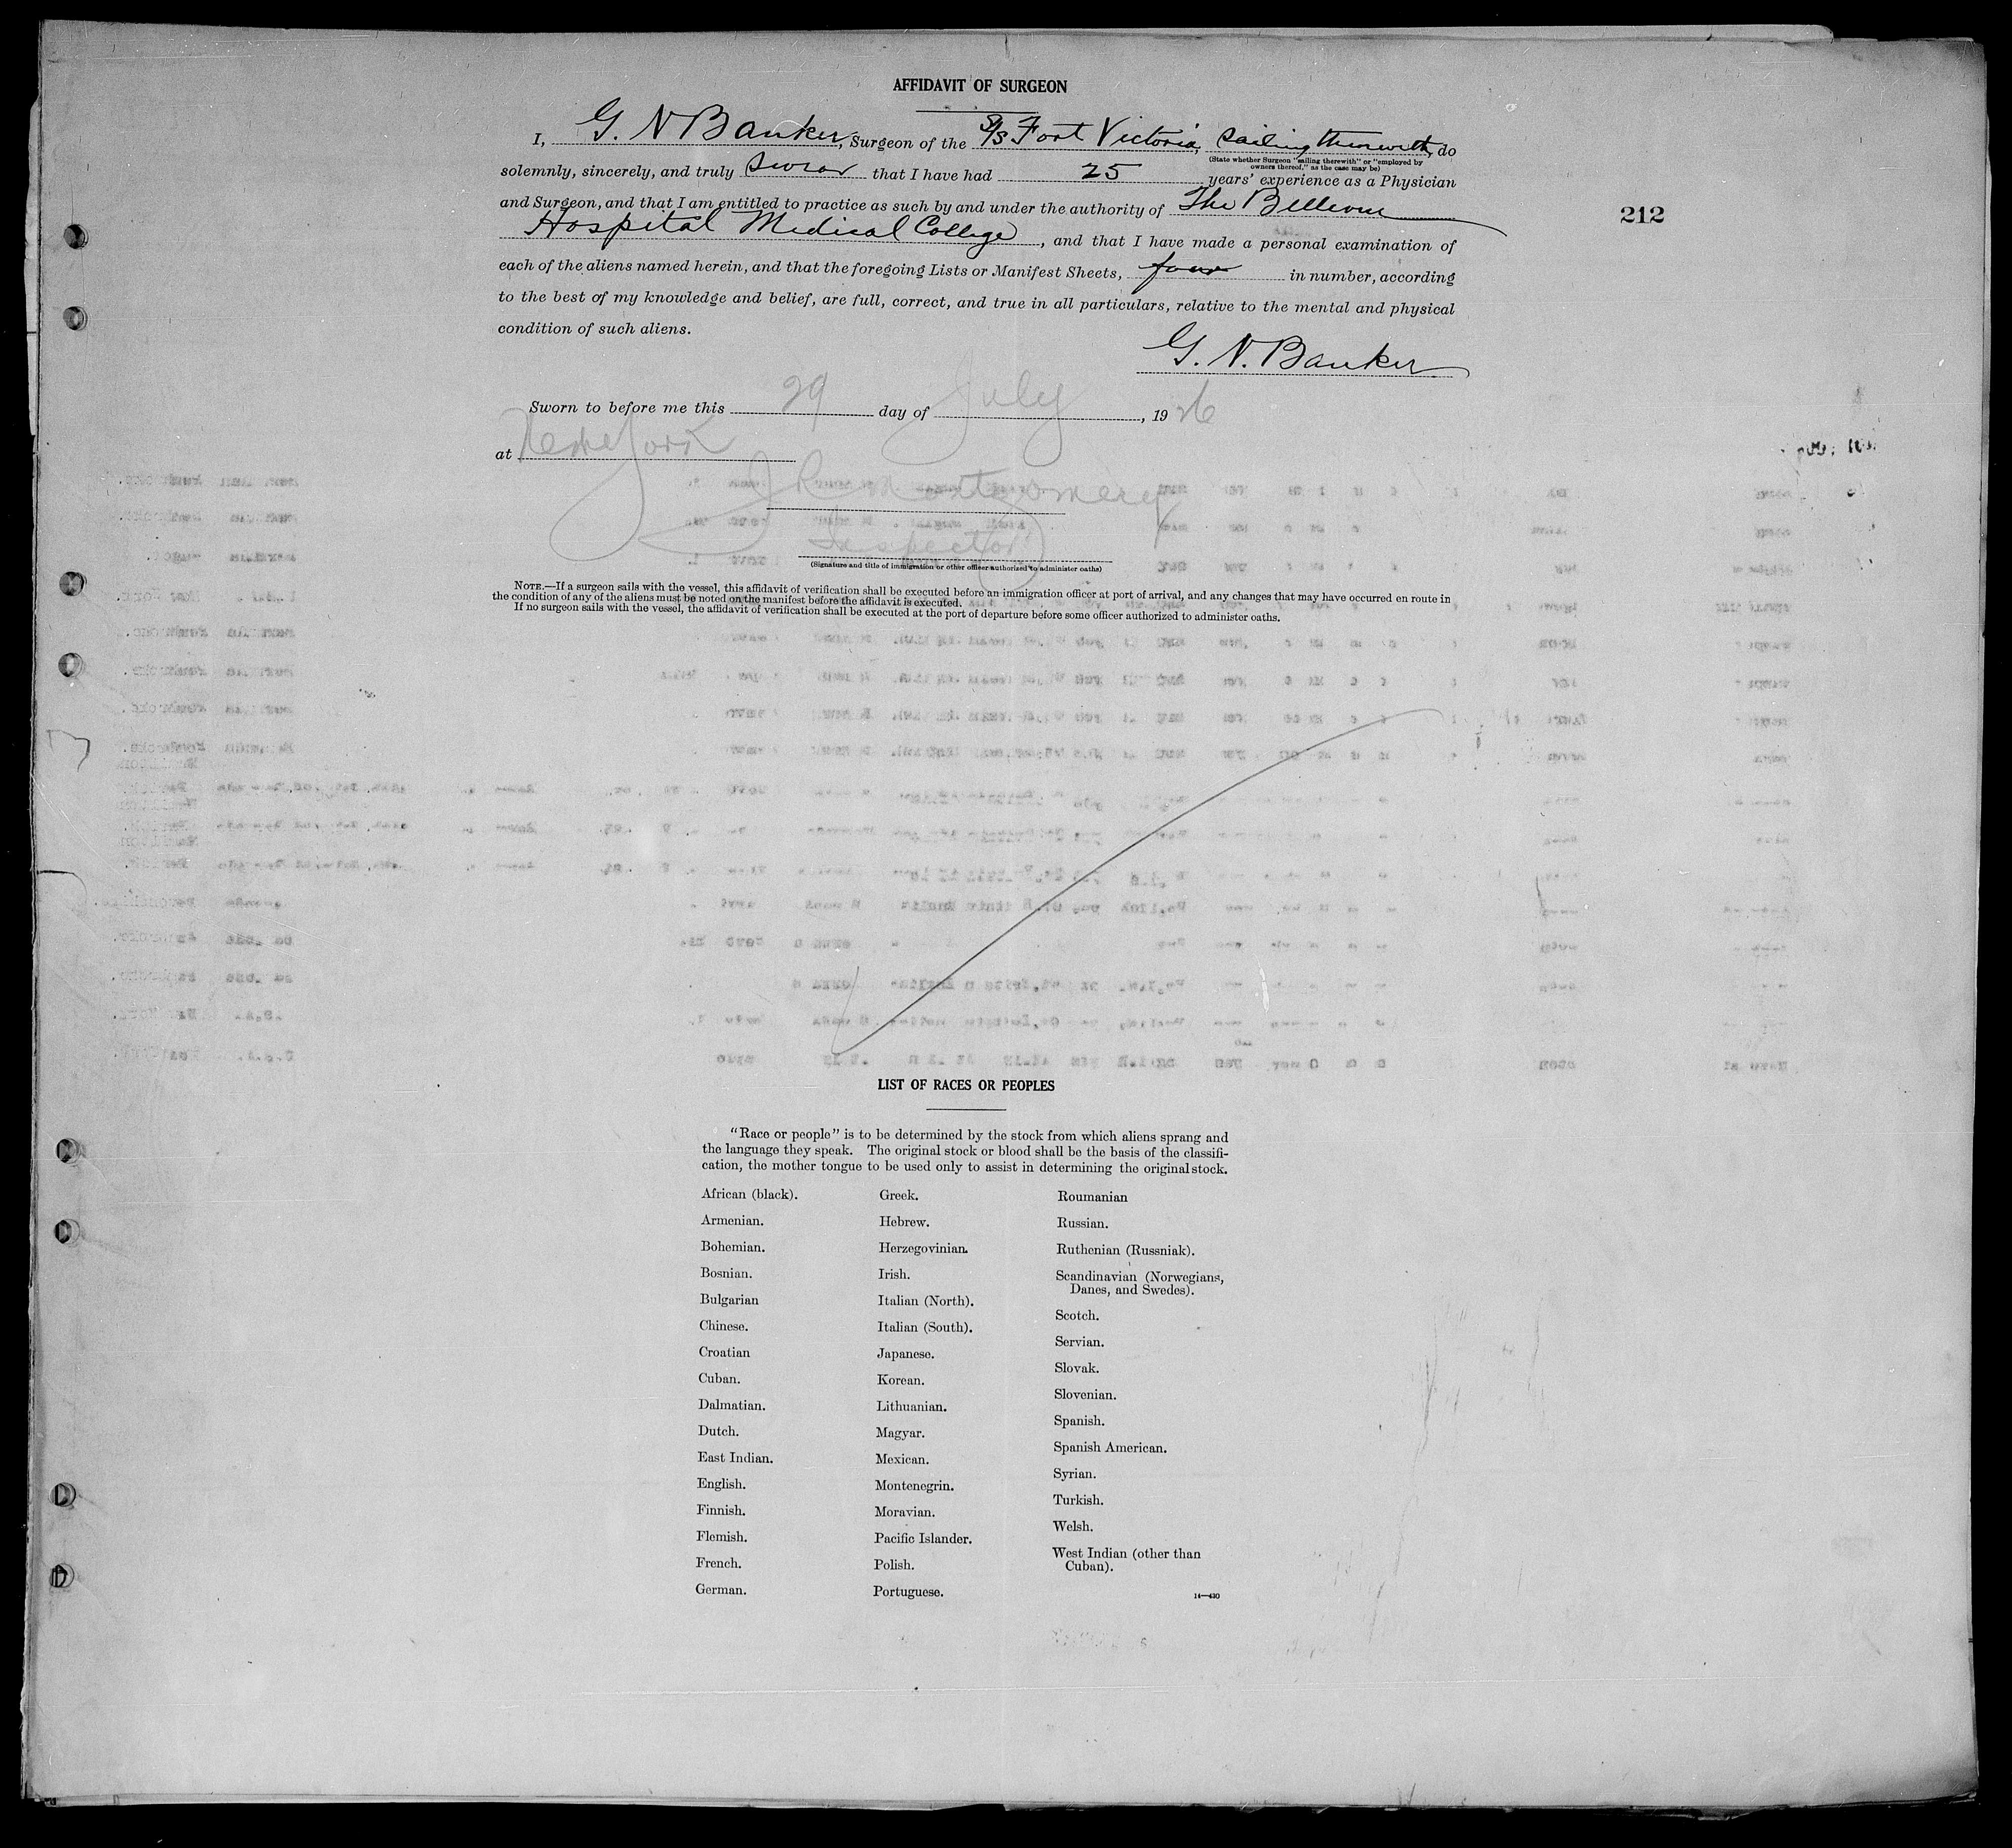 AFFIDAVIT OF SURGEON
I, G. N Banker, Surgeon of the S/S Fort Victoria, sailing therewith, do
(State whether Surgeon "sailing therewith" or "employed by
owners thereof," as the case may be)
solemnly, sincerely, and truly swear that I have had 25 years' experience as a Physician
and Surgeon, and that I am entitled to practice as such by and under the authority of The Bellevue
212
Hospital Medical College, and that I have made a personal examination of
each of the aliens named herein, and that the foregoing Lists or Manifest Sheets, four in number, according
to the best of my knowledge and belief, are full, correct, and true in all particulars, relative to the mental and physical
condition of such aliens.
G. N. Banker
Sworn to before me this 29 day of July, 1926
at New York
Montgomery
Inspector
(Signature and title of immigration or other officer authorized to administer oaths)
NOTE.—If a surgeon sails with the vessel, this affidavit of verification shall be executed before an immigration officer at port of arrival, and any changes that may have occurred en route in
the condition of any of the aliens must be noted on the manifest before the affidavit is executed.
If no surgeon sails with the vessel, the affidavit of verification shall be executed at the port of departure before some officer authorized to administer oaths.
LIST OF RACES OR PEOPLES
"Race or people" is to be determined by the stock from which aliens sprang and
the language they speak. The original stock or blood shall be the basis of the classifi-
cation, the mother tongue to be used only to assist in determining the original stock.
African (black).
Armenian.
Bohemian.
Bosnian.
Bulgarian
Chinese.
Croatian
Cuban.
Dalmatian.
Dutch.
East Indian.
English.
Finnish.
Flemish.
French.
German.
Greek.
Hebrew.
Herzegovinian.
Irish.
Italian (North).
Italian (South).
Japanese.
Korean.
Lithuanian.
Magyar.
Mexican.
Montenegrin.
Moravian.
Pacific Islander.
Polish.
Portuguese.
Roumanian
Russian.
Ruthenian (Russniak).
Scandinavian (Norwegians,
Danes, and Swedes).
Scotch.
Servian.
Slovak.
Slovenian.
Spanish.
Spanish American.
Syrian.
Turkish.
Welsh.
West Indian (other than
Cuban).
14—430